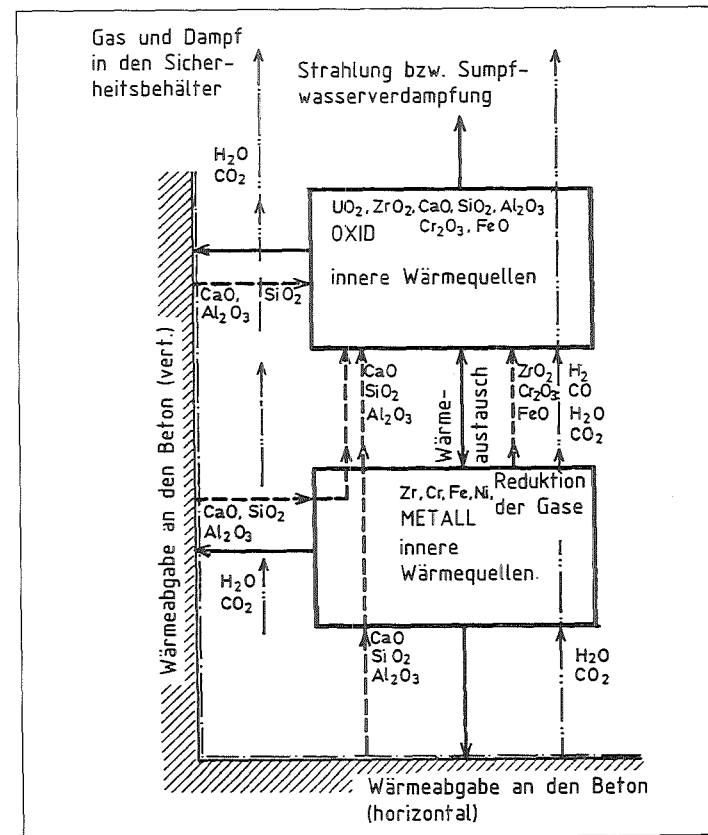 Gas und Dampf
in den Sicher-
heitsbehälter
Strahlung bzw. Sumpf-
wasserverdampfung
H₂O
CO₂
UO₂, ZrO₂, CaO, SiO₂, Al₂O₃
Cr₂O₃, FeO
OXID
innere Wärmequellen
CaO, SiO₂
Al₂O₃
CaO
SiO₂
Al₂O₃
Wärme-
austausch
ZrO₂
Cr₂O₃
FeO
H₂
CO
H₂O
CO₂
Wärmeabgabe an den Beton (vert.)
CaO, SiO₂
Al₂O₃
Zr, Cr, Fe, Ni,
METALL
Reduktion
der Gase
innere
Wärmequellen.
H₂O
CO₂
CaO
SiO₂
Al₂O₃
H₂O
CO₂
Wärmeabgabe an den Beton
(horizontal)